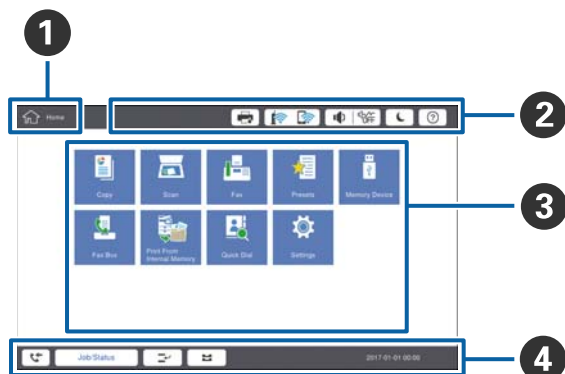 1
Home
OFF
2
Copy
Scan
Fax
Presets
Memory Device
3
Fax Box
Print From
Internal Memory
Quick Dial
Settings
Job/Status
2017-01-01 00:00
4